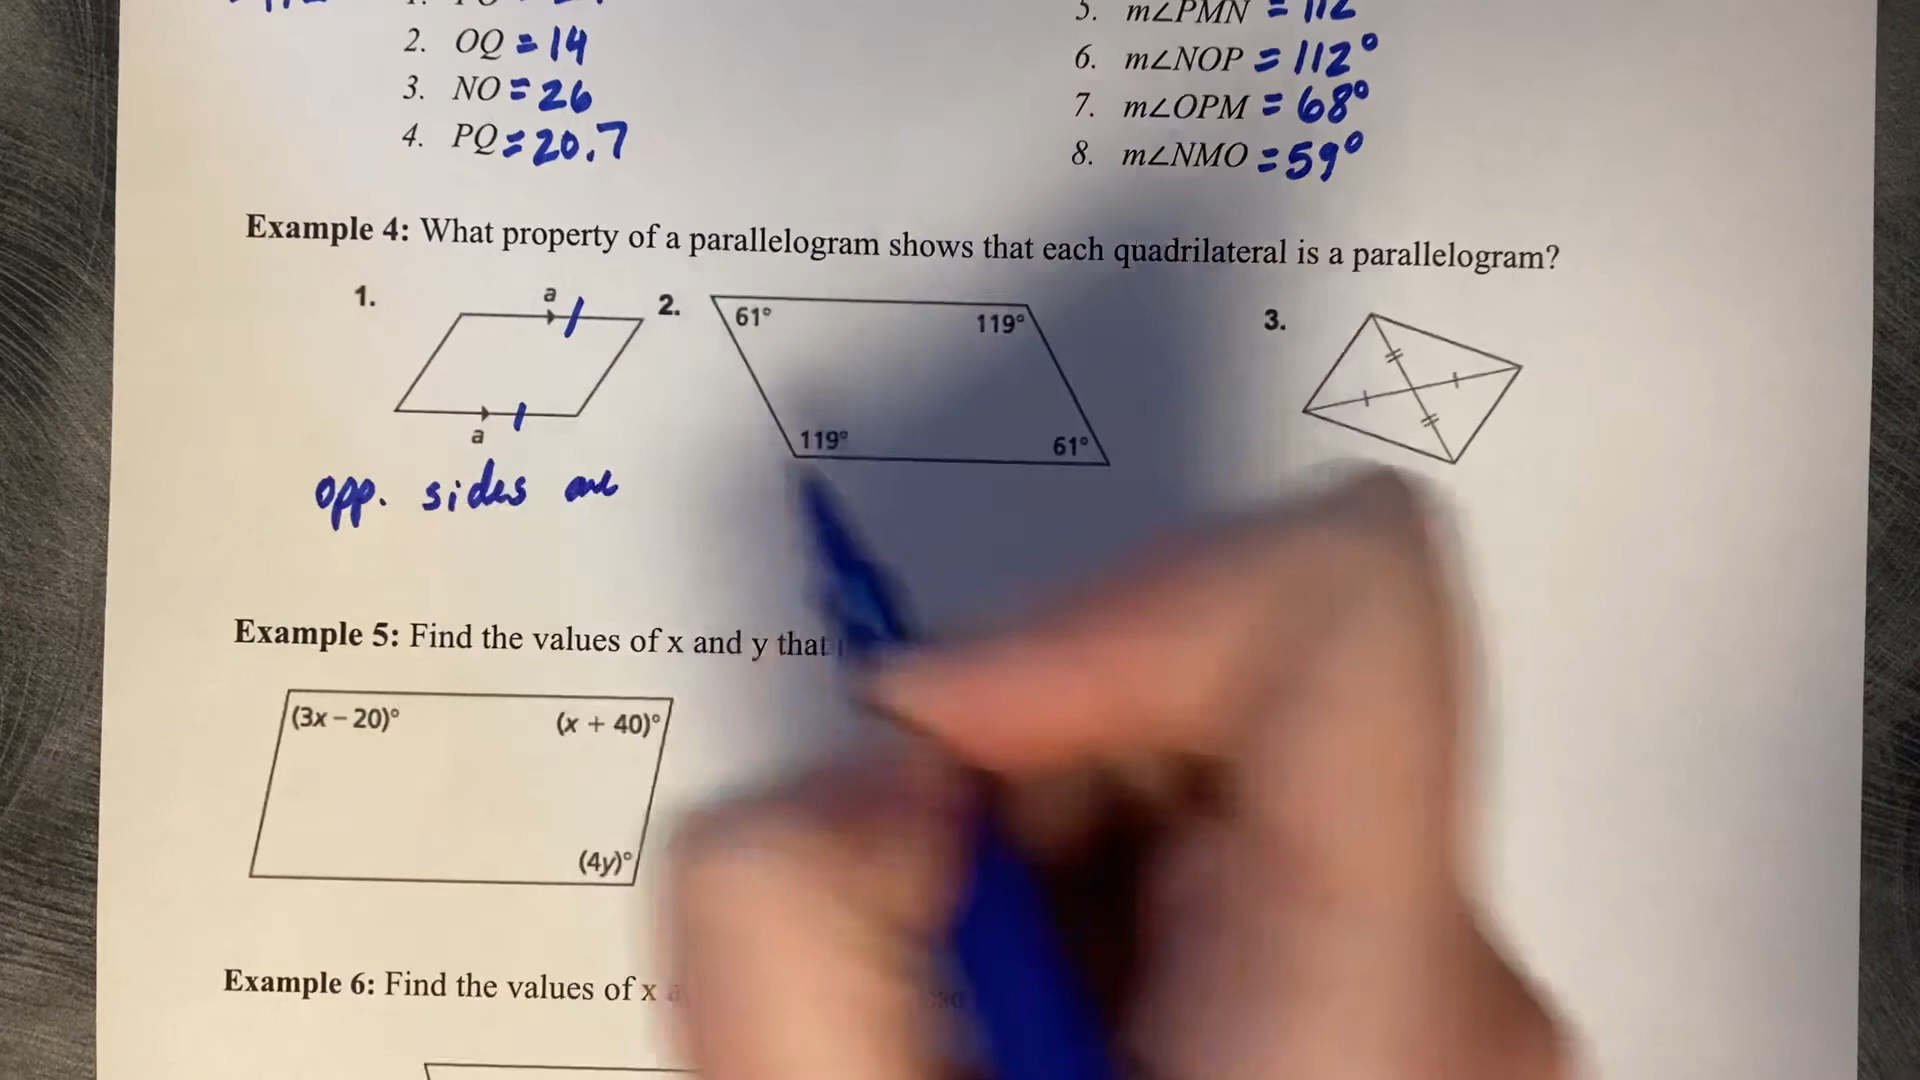 2. OQ = 14
3. NO = 26
4. PQ = 20.7
5. m∠PMN = 112
6. m∠NOP = 112°
7. m∠OPM = 68°
8. m∠NMO = 59°
Example 4: What property of a parallelogram shows that each quadrilateral is a parallelogram?
1.
a
a
2.
61°
119°
119°
61°
3.
opp. sides are
Example 5: Find the values of x and y that
(3x – 20)°
(x + 40)°
(4y)°
Example 6: Find the values of x